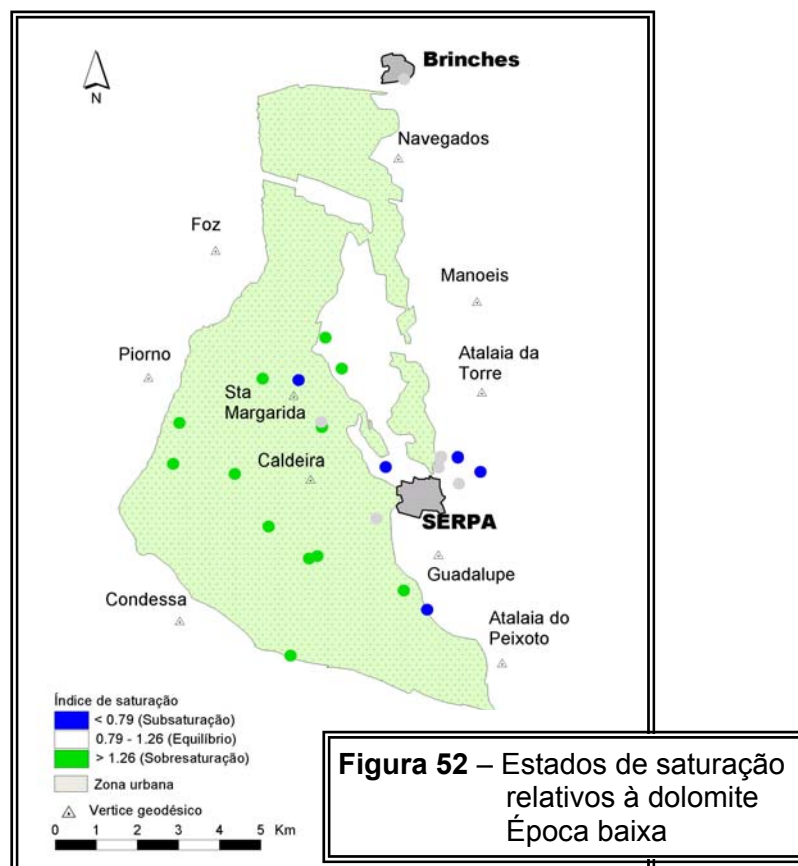 Brinches
N
Navegados
Foz
Manoeis
Piorno
Atalaia da
Torre
Sta
Margarida
Caldeira
SERPA
Guadalupe
Condessa
Atalaia do
Peixoto
Índice de saturação
< 0.79 (Subsaturação)
0.79 - 1.26 (Equilíbrio)
> 1.26 (Sobresaturação)
Zona urbana
Vertice geodésico
0 1 2 3 4 5 Km
Figura 52 – Estados de saturação
relativos à dolomite
Época baixa